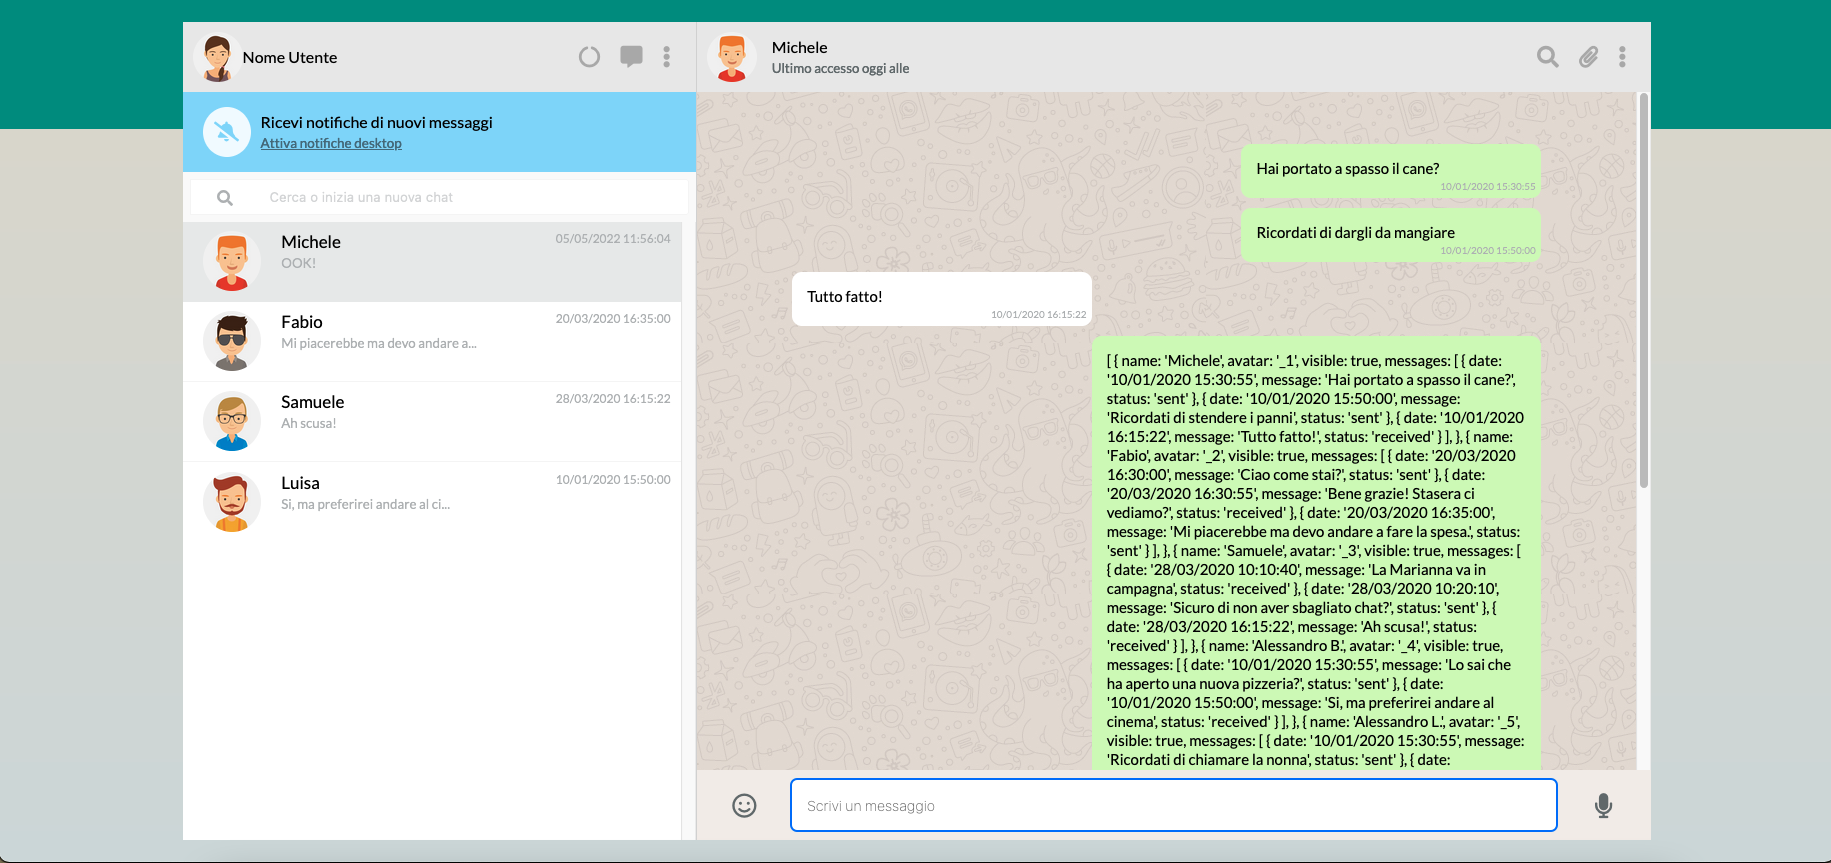 Nome Utente
Ricevi notifiche di nuovi messaggi
Attiva notifiche desktop
Cerca o inizia una nuova chat
Michele
05/05/2022 11:56:04
OOK!
Fabio
20/03/2020 16:35:00
Mi piacerebbe ma devo andare a...
Samuele
28/03/2020 16:15:22
Ah scusa!
Luisa
10/01/2020 15:50:00
Si, ma preferirei andare al ci...
Michele
Ultimo accesso oggi alle
Hai portato a spasso il cane?
10/01/2020 15:30:55
Ricordati di dargli da mangiare
10/01/2020 15:50:00
Tutto fatto!
10/01/2020 16:15:22
[ { name: 'Michele', avatar: '_1', visible: true, messages: [ { date:
'10/01/2020 15:30:55', message: 'Hai portato a spasso il cane?',
status: 'sent' }, { date: '10/01/2020 15:50:00', message:
'Ricordati di stendere i panni', status: 'sent' }, { date: '10/01/2020
16:15:22', message: 'Tutto fatto!', status: 'received' } ], }, { name:
'Fabio', avatar: '_2', visible: true, messages: [ { date: '20/03/2020
16:30:00', message: 'Ciao come stai?', status: 'sent' }, { date:
'20/03/2020 16:30:55', message: 'Bene grazie! Stasera ci
vediamo?', status: 'received' }, { date: '20/03/2020 16:35:00',
message: 'Mi piacerebbe ma devo andare a fare la spesa.', status:
'sent' } ], }, { name: 'Samuele', avatar: '_3', visible: true, messages: [
{ date: '28/03/2020 10:10:40', message: 'La Marianna va in
campagna', status: 'received' }, { date: '28/03/2020 10:20:10',
message: 'Sicuro di non aver sbagliato chat?', status: 'sent' }, {
date: '28/03/2020 16:15:22', message: 'Ah scusa!', status:
'received' } ], }, { name: 'Alessandro B.', avatar: '_4', visible: true,
messages: [ { date: '10/01/2020 15:30:55', message: 'Lo sai che
ha aperto una nuova pizzeria?', status: 'sent' }, { date:
'10/01/2020 15:50:00', message: 'Si, ma preferirei andare al
cinema', status: 'received' } ], }, { name: 'Alessandro L.', avatar: '_5',
visible: true, messages: [ { date: '10/01/2020 15:30:55', message:
'Ricordati di chiamare la nonna', status: 'sent' }, { date:
Scrivi un messaggio